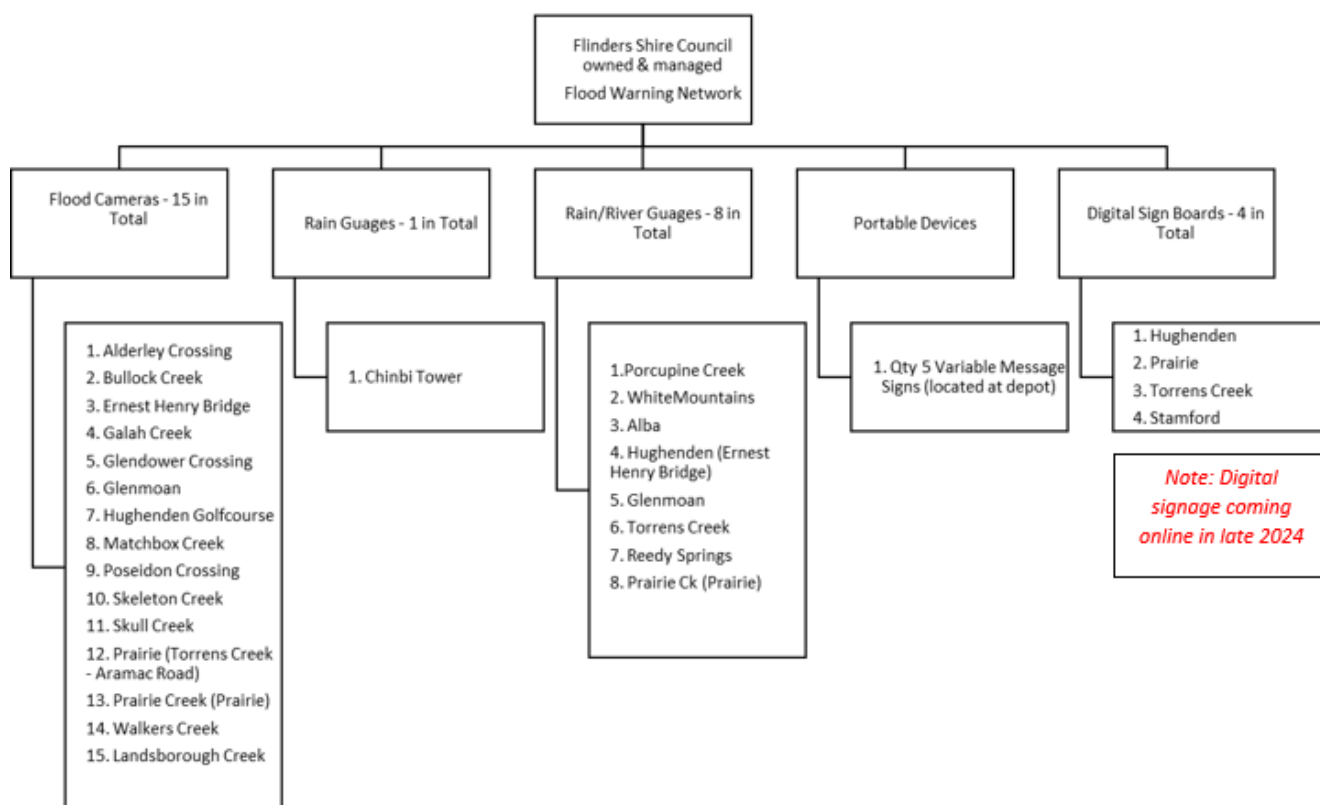 Flinders Shire Council
owned & managed
Flood Warning Network
Flood Cameras - 15 in
Total
Rain Guages - 1 in Total
Rain/River Guages - 8 in
Total
Portable Devices
Digital Sign Boards - 4 in
Total
1. Alderley Crossing
2. Bullock Creek
3. Ernest Henry Bridge
4. Galah Creek
5. Glendower Crossing
6. Glenmoan
7. Hughenden Golfcourse
8. Matchbox Creek
9. Poseidon Crossing
10. Skeleton Creek
11. Skull Creek
12. Prairie (Torrens Creek
- Aramac Road)
13. Prairie Creek (Prairie)
14. Walkers Creek
15. Landsborough Creek
1. Chinbi Tower
1.Porcupine Creek
2. WhiteMountains
3. Alba
4. Hughenden (Ernest
Henry Bridge)
5. Glenmoan
6. Torrens Creek
7. Reedy Springs
8. Prairie Ck (Prairie)
1. Qty 5 Variable Message
Signs (located at depot)
1. Hughenden
2. Prairie
3. Torrens Creek
4. Stamford
Note: Digital
signage coming
online in late 2024